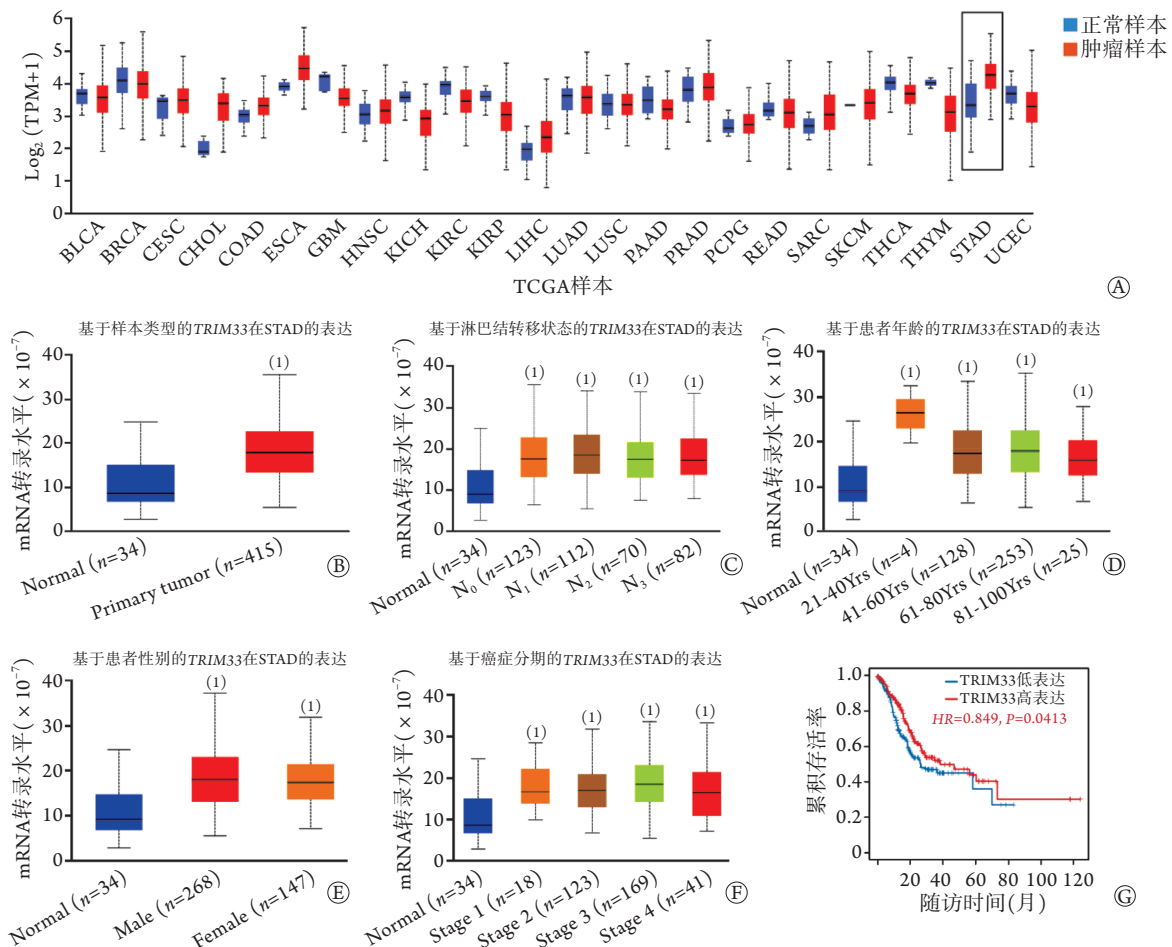 正常样本
肿瘤样本
Log₂ (TPM+1)
6
5
4
3
2
1
0
BLCA
BRCA
CESC
CHOL
COAD
ESCA
GBM
HNSC
KICH
KIRC
KIRP
LIHC
LUAD
LUSC
PAAD
PRAD
PCPG
READ
SARC
SKCM
THCA
THYM
STAD
UCEC
TCGA样本
Ⓐ
基于样本类型的TRIM33在STAD的表达
mRNA转录水平(×10⁻⁷)
40
30
20
10
0
(1)
Normal (n=34)
Primary tumor (n=415)
Ⓑ
基于淋巴结转移状态的TRIM33在STAD的表达
mRNA转录水平(×10⁻⁷)
40
30
20
10
0
(1)
(1)
(1)
(1)
Normal (n=34)
N₀ (n=123)
N₁ (n=112)
N₂ (n=70)
N₃ (n=82)
Ⓒ
基于患者年龄的TRIM33在STAD的表达
mRNA转录水平(×10⁻⁷)
40
30
20
10
0
(1)
(1)
(1)
(1)
Normal (n=34)
21-40Yrs (n=4)
41-60Yrs (n=128)
61-80Yrs (n=253)
81-100Yrs (n=25)
Ⓓ
基于患者性别的TRIM33在STAD的表达
mRNA转录水平(×10⁻⁷)
40
30
20
10
0
(1)
(1)
Normal (n=34)
Male (n=268)
Female (n=147)
Ⓔ
基于癌症分期的TRIM33在STAD的表达
mRNA转录水平(×10⁻⁷)
40
30
20
10
0
(1)
(1)
(1)
(1)
Normal (n=34)
Stage 1 (n=18)
Stage 2 (n=123)
Stage 3 (n=169)
Stage 4 (n=41)
Ⓕ
累积存活率
1.0
0.8
0.6
0.4
0.2
0
TRIM33低表达
TRIM33高表达
HR=0.849, P=0.0413
20 40 60 80 100 120
随访时间(月)
Ⓖ